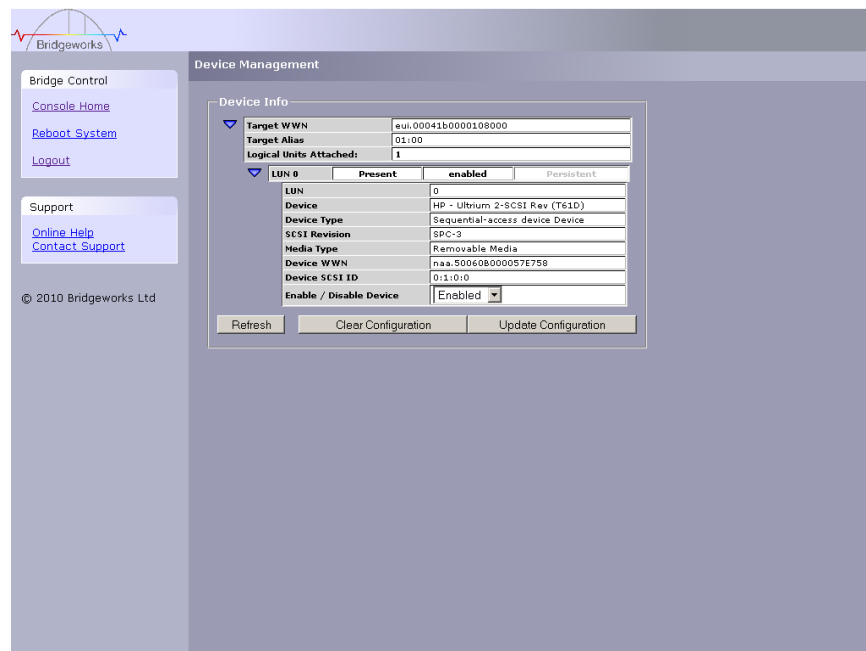 Bridgeworks
Device Management
Bridge Control
Console Home
Reboot System
Logout
Support
Online Help
Contact Support
© 2010 Bridgeworks Ltd
Device Info
Target WWN eui.00041b0000108000
Target Alias 01:00
Logical Units Attached: 1
LUN 0 Present enabled Persistent
LUN 0
Device HP - Ultrium 2-SCSI Rev (T61D)
Device Type Sequential-access device Device
SCSI Revision SPC-3
Media Type Removable Media
Device WWN naa.50060B000057E758
Device SCSI ID 0:1:0:0
Enable / Disable Device Enabled
Refresh Clear Configuration Update Configuration